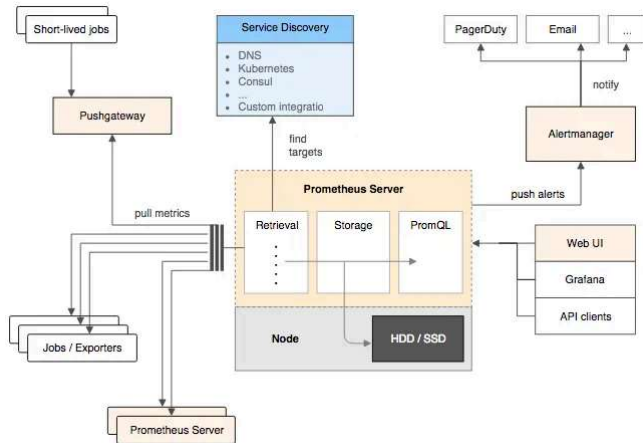 Short-lived jobs
Service Discovery
• DNS
• Kubernetes
• Consul
• ...
• Custom integratio
PagerDuty
Email
...
notify
Pushgateway
Alertmanager
find
targets
Prometheus Server
push alerts
pull metrics
Retrieval
Storage
PromQL
Web UI
Grafana
API clients
Node
HDD / SSD
Jobs / Exporters
Prometheus Server